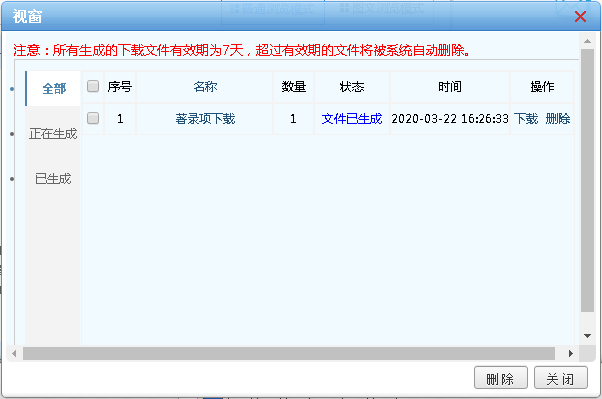 视窗
注意：所有生成的下载文件有效期为7天，超过有效期的文件将被系统自动删除。
全部
正在生成
已生成
序号 名称 数量 状态 时间 操作
1 著录项下载 1 文件已生成 2020-03-22 16:26:33 下载 删除
删除 关闭